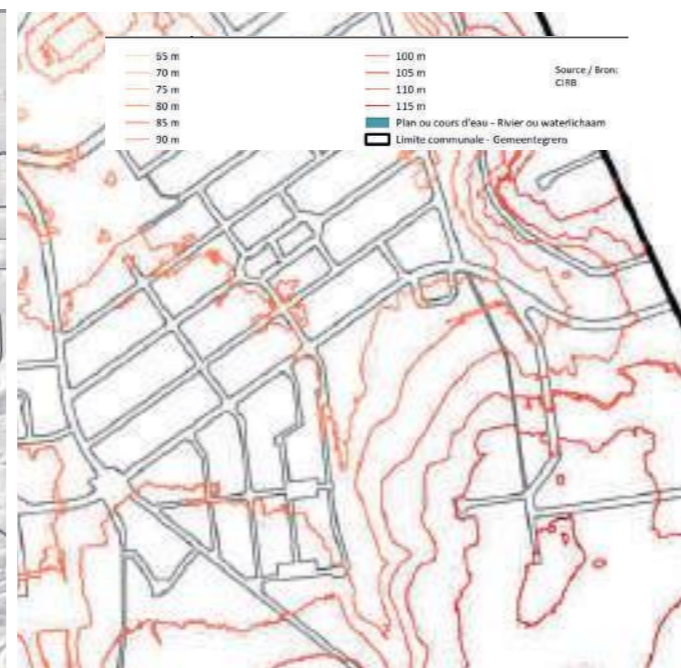 65 m
70 m
75 m
80 m
85 m
90 m
100 m
105 m
110 m
115 m
Plan ou cours d'eau - Rivier ou waterlichaam
Limite communale - Gemeentegrens
Source / Bron:
CIRB